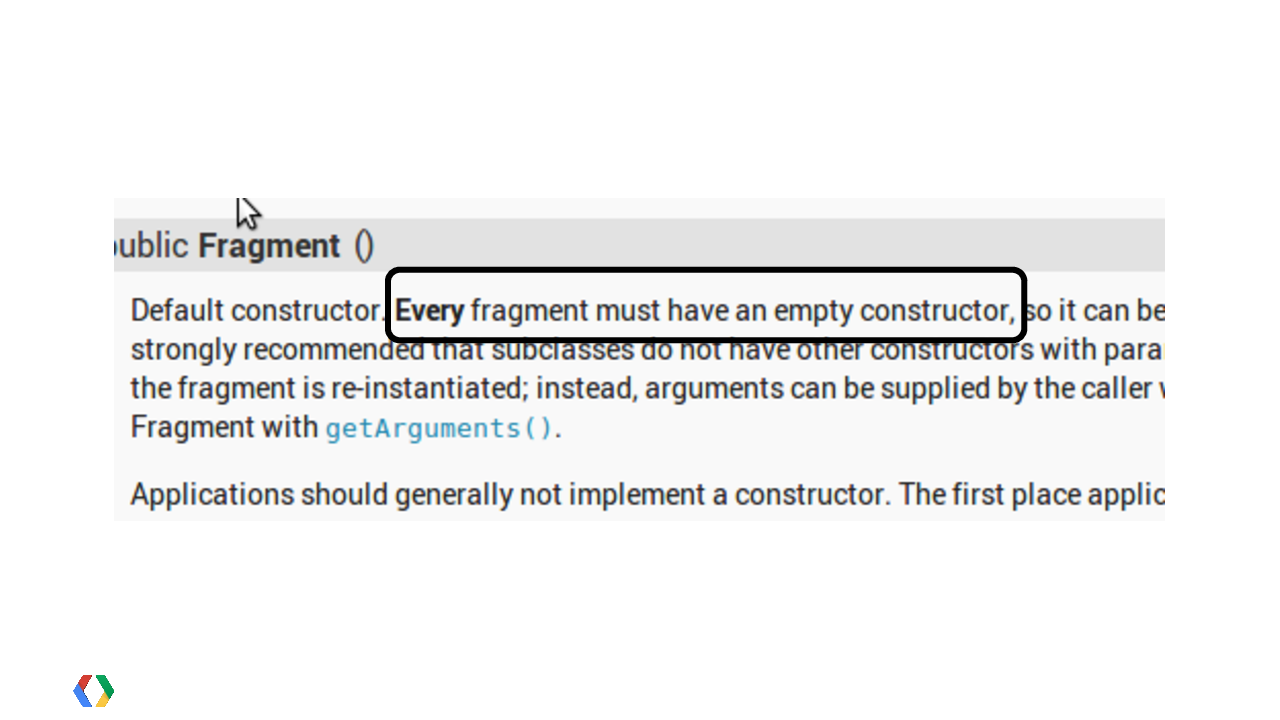 public Fragment ()
Default constructor. Every fragment must have an empty constructor, so it can be
strongly recommended that subclasses do not have other constructors with para
the fragment is re-instantiated; instead, arguments can be supplied by the caller
Fragment with getArguments().
Applications should generally not implement a constructor. The first place applic